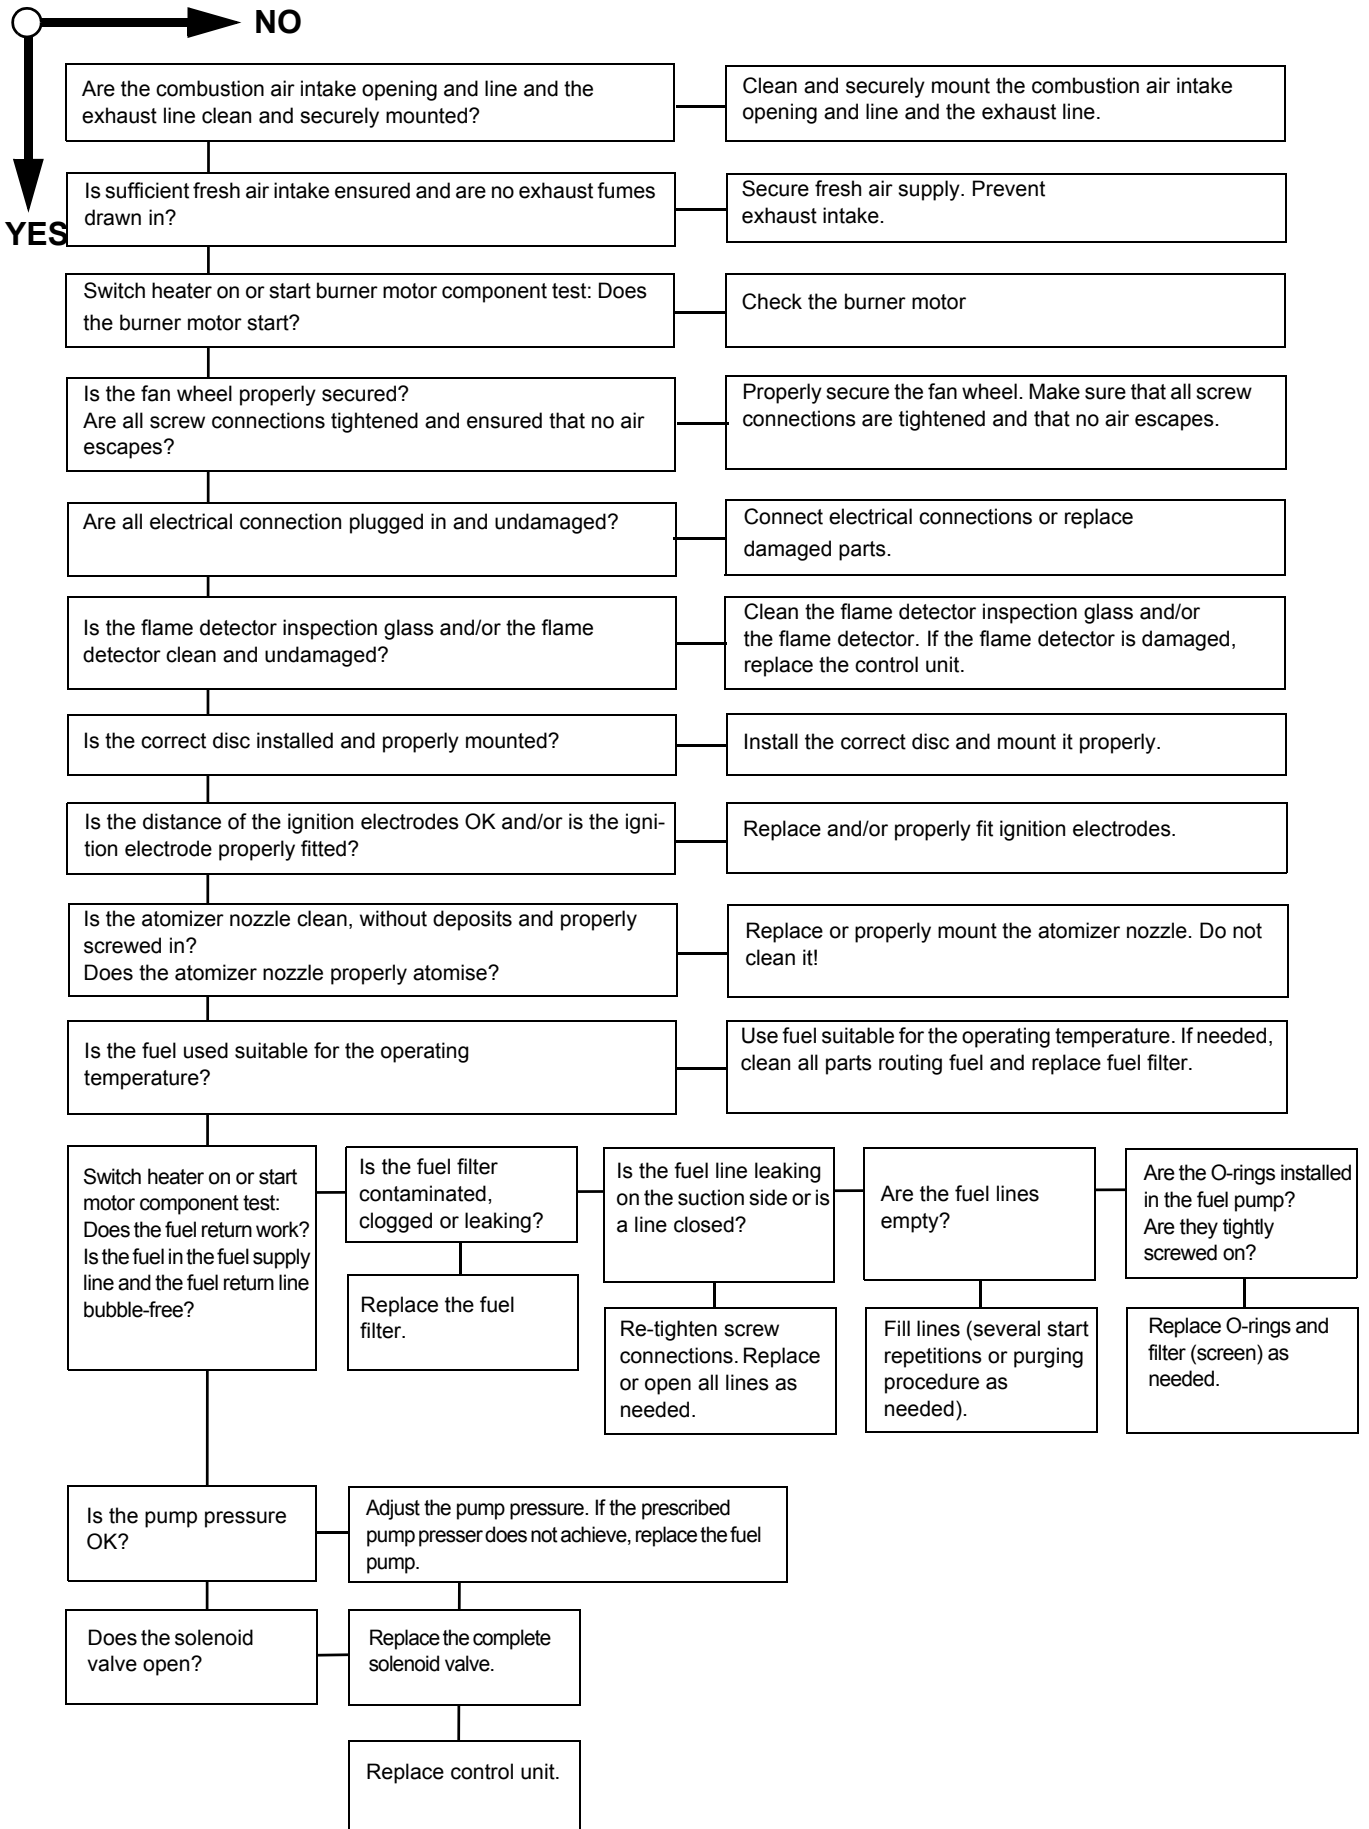 NO
YES
Are the combustion air intake opening and line and the
exhaust line clean and securely mounted?
Clean and securely mount the combustion air intake
opening and line and the exhaust line.
Is sufficient fresh air intake ensured and are no exhaust fumes
drawn in?
Secure fresh air supply. Prevent
exhaust intake.
Switch heater on or start burner motor component test: Does
the burner motor start?
Check the burner motor
Is the fan wheel properly secured?
Are all screw connections tightened and ensured that no air
escapes?
Properly secure the fan wheel. Make sure that all screw
connections are tightened and that no air escapes.
Are all electrical connection plugged in and undamaged?
Connect electrical connections or replace
damaged parts.
Is the flame detector inspection glass and/or the flame
detector clean and undamaged?
Clean the flame detector inspection glass and/or
the flame detector. If the flame detector is damaged,
replace the control unit.
Is the correct disc installed and properly mounted?
Install the correct disc and mount it properly.
Is the distance of the ignition electrodes OK and/or is the igni-
tion electrode properly fitted?
Replace and/or properly fit ignition electrodes.
Is the atomizer nozzle clean, without deposits and properly
screwed in?
Does the atomizer nozzle properly atomise?
Replace or properly mount the atomizer nozzle. Do not
clean it!
Is the fuel used suitable for the operating
temperature?
Use fuel suitable for the operating temperature. If needed,
clean all parts routing fuel and replace fuel filter.
Switch heater on or start
motor component test:
Does the fuel return work?
Is the fuel in the fuel supply
line and the fuel return line
bubble-free?
Is the fuel filter
contaminated,
clogged or leaking?
Replace the fuel
filter.
Is the fuel line leaking
on the suction side or is
a line closed?
Re-tighten screw
connections. Replace
or open all lines as
needed.
Are the fuel lines
empty?
Fill lines (several start
repetitions or purging
procedure as
needed).
Are the O-rings installed
in the fuel pump?
Are they tightly
screwed on?
Replace O-rings and
filter (screen) as
needed.
Is the pump pressure
OK?
Adjust the pump pressure. If the prescribed
pump presser does not achieve, replace the fuel
pump.
Does the solenoid
valve open?
Replace the complete
solenoid valve.
Replace control unit.